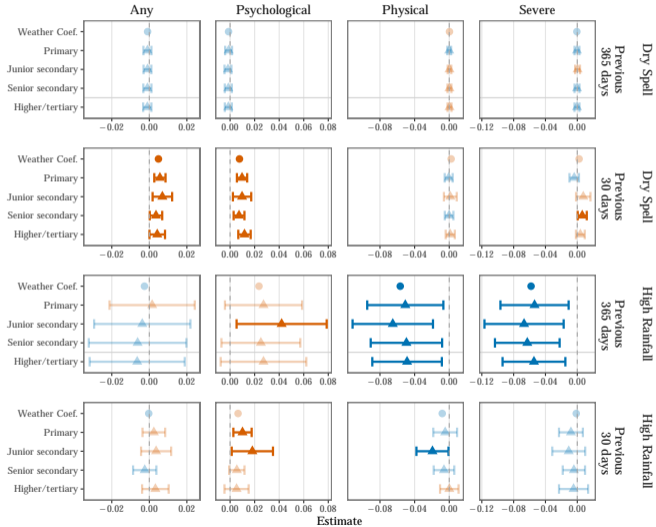 Any Psychological Physical Severe
Weather Coef.
Primary
Junior secondary
Senior secondary
Higher/tertiary
Previous
365 days
Dry Spell
−0.02 0.00 0.02 0.00 0.02 0.04 0.06 0.08 −0.08 −0.04 0.00 −0.12 −0.08 −0.04 0.00
Weather Coef.
Primary
Junior secondary
Senior secondary
Higher/tertiary
Previous
30 days
Dry Spell
−0.02 0.00 0.02 0.00 0.02 0.04 0.06 0.08 −0.08 −0.04 0.00 −0.12 −0.08 −0.04 0.00
Weather Coef.
Primary
Junior secondary
Senior secondary
Higher/tertiary
Previous
365 days
High Rainfall
−0.02 0.00 0.02 0.00 0.02 0.04 0.06 0.08 −0.08 −0.04 0.00 −0.12 −0.08 −0.04 0.00
Weather Coef.
Primary
Junior secondary
Senior secondary
Higher/tertiary
Previous
30 days
High Rainfall
−0.02 0.00 0.02 0.00 0.02 0.04 0.06 0.08 −0.08 −0.04 0.00 −0.12 −0.08 −0.04 0.00
Estimate